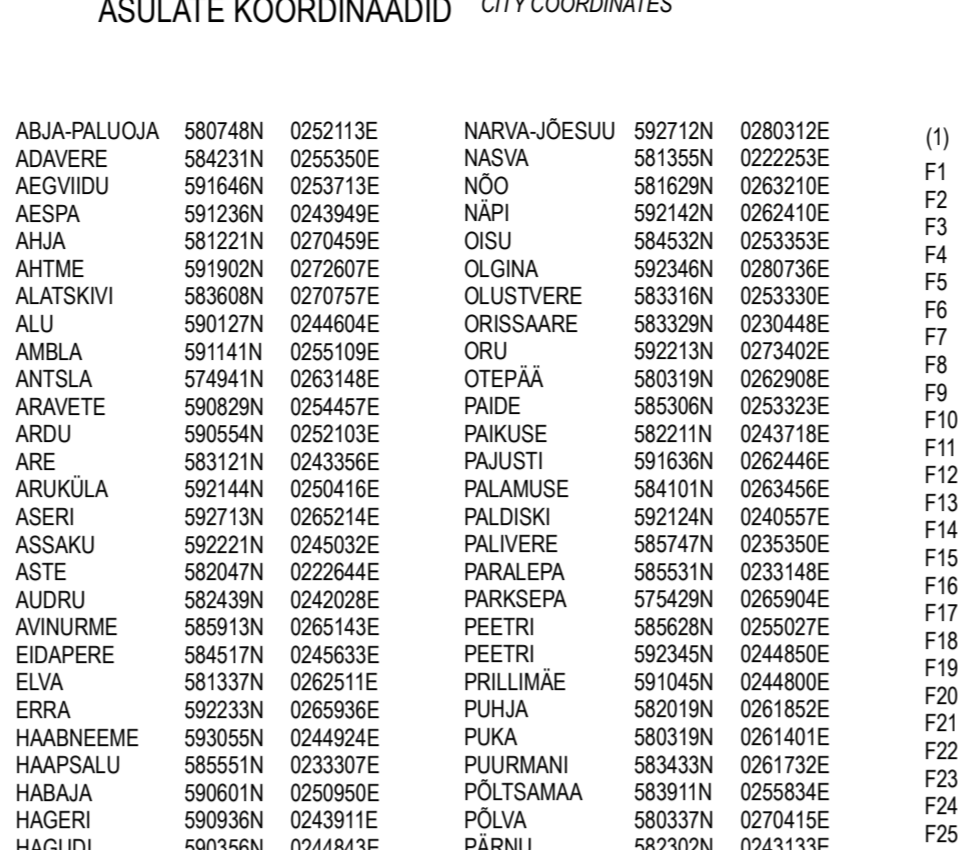 ASULATE KOORDINAADID CITY COORDINATES
ABJA-PALUOJA 580748N 0252113E
ADAVERE 584231N 0255350E
AEGVIIDU 591646N 0253713E
AESPA 591236N 0243949E
AHJA 581221N 0270459E
AHTME 591902N 0272607E
ALATSKIVI 583608N 0270757E
ALU 590127N 0244604E
AMBLA 591141N 0255109E
ANTSLA 574941N 0263148E
ARAVETE 590829N 0254457E
ARDU 590554N 0252103E
ARE 583121N 0243356E
ARUKÜLA 592144N 0250416E
ASERI 592713N 0265214E
ASSAKU 592221N 0245032E
ASTE 582047N 0222644E
AUDRU 582439N 0242028E
AVINURME 585913N 0265143E
EIDAPERE 584517N 0245633E
ELVA 581337N 0262511E
ERRA 592233N 0265936E
HAABNEEME 593055N 0244924E
HAAPSALU 585551N 0233307E
HABAJA 590601N 0250950E
HAGERI 590936N 0243911E
HAGUDI 590356N 0244843E
NARVA-JÕESUU 592712N 0280312E
NASVA 581355N 0222253E
NÕO 581629N 0263210E
NÄPI 592142N 0262410E
OISU 584532N 0253353E
OLGINA 592346N 0280736E
OLUSTVERE 583316N 0253330E
ORISSAARE 583329N 0230448E
ORU 592213N 0273402E
OTEPÄÄ 580319N 0262908E
PAIDE 585306N 0253323E
PAIKUSE 582211N 0243718E
PAJUSTI 591636N 0262446E
PALAMUSE 584101N 0263456E
PALDISKI 592124N 0240557E
PALIVERE 585747N 0235350E
PARALEPA 585531N 0233148E
PARKSEPA 575429N 0265904E
PEETRI 585628N 0255027E
PEETRI 592345N 0244850E
PRILLIMÄE 591045N 0244800E
PUHJA 582019N 0261852E
PUKA 580319N 0261401E
PUURMANI 583433N 0261732E
PÕLTSAMAA 583911N 0255834E
PÕLVA 580337N 0270415E
PÄRNU 582302N 0243133E
(1)
F1
F2
F3
F4
F5
F6
F7
F8
F9
F10
F11
F12
F13
F14
F15
F16
F17
F18
F19
F20
F21
F22
F23
F24
F25